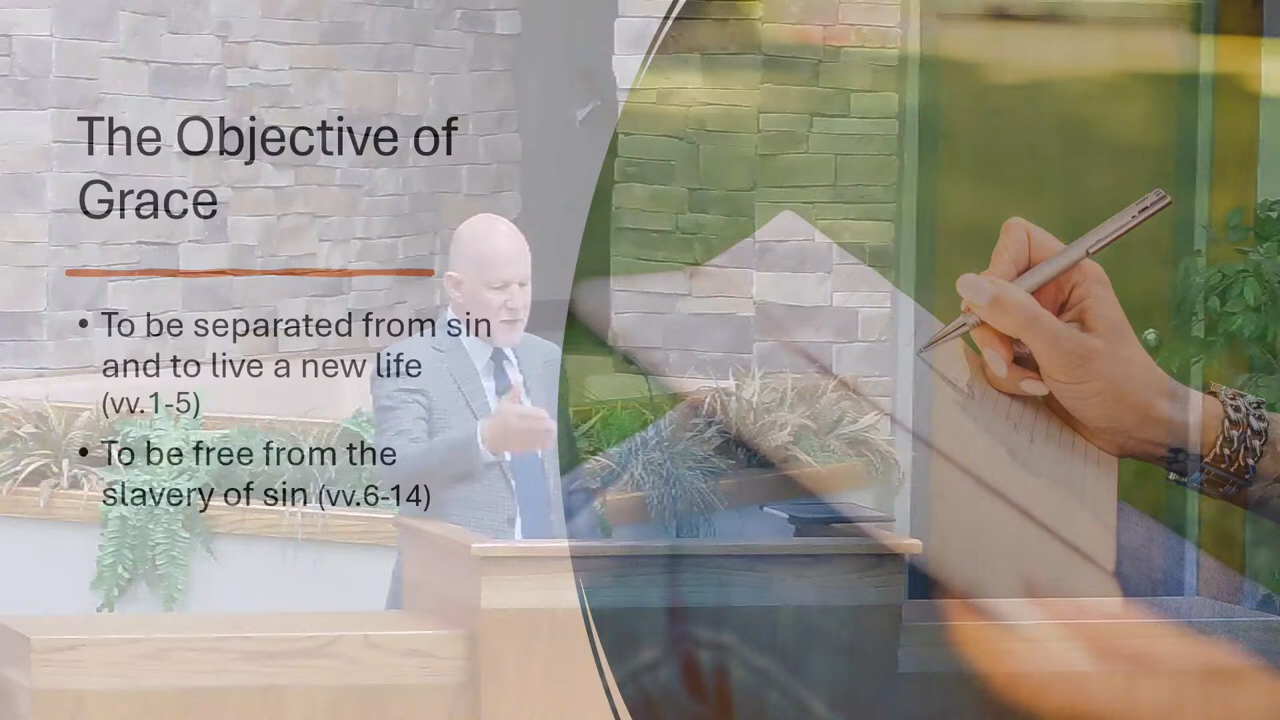 The Objective of
Grace
• To be separated from sin
and to live a new life
(vv.1-5)
• To be free from the
slavery of sin (vv.6-14)